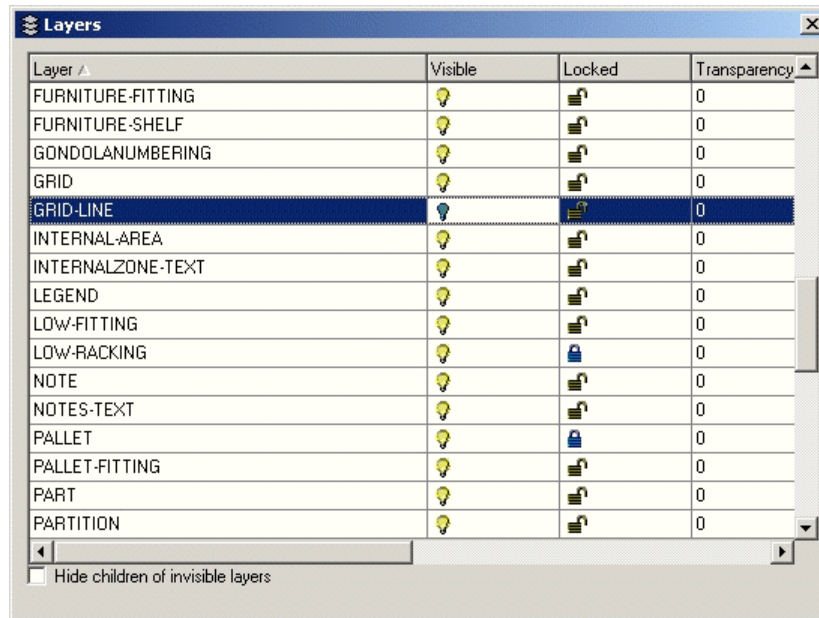 Layers
Layer Visible Locked Transparency
FURNITURE-FITTING 0
FURNITURE-SHELF 0
GONDOLANUMBERING 0
GRID 0
GRID-LINE 0
INTERNAL-AREA 0
INTERNALZONE-TEXT 0
LEGEND 0
LOW-FITTING 0
LOW-RACKING 0
NOTE 0
NOTES-TEXT 0
PALLET 0
PALLET-FITTING 0
PART 0
PARTITION 0
Hide children of invisible layers